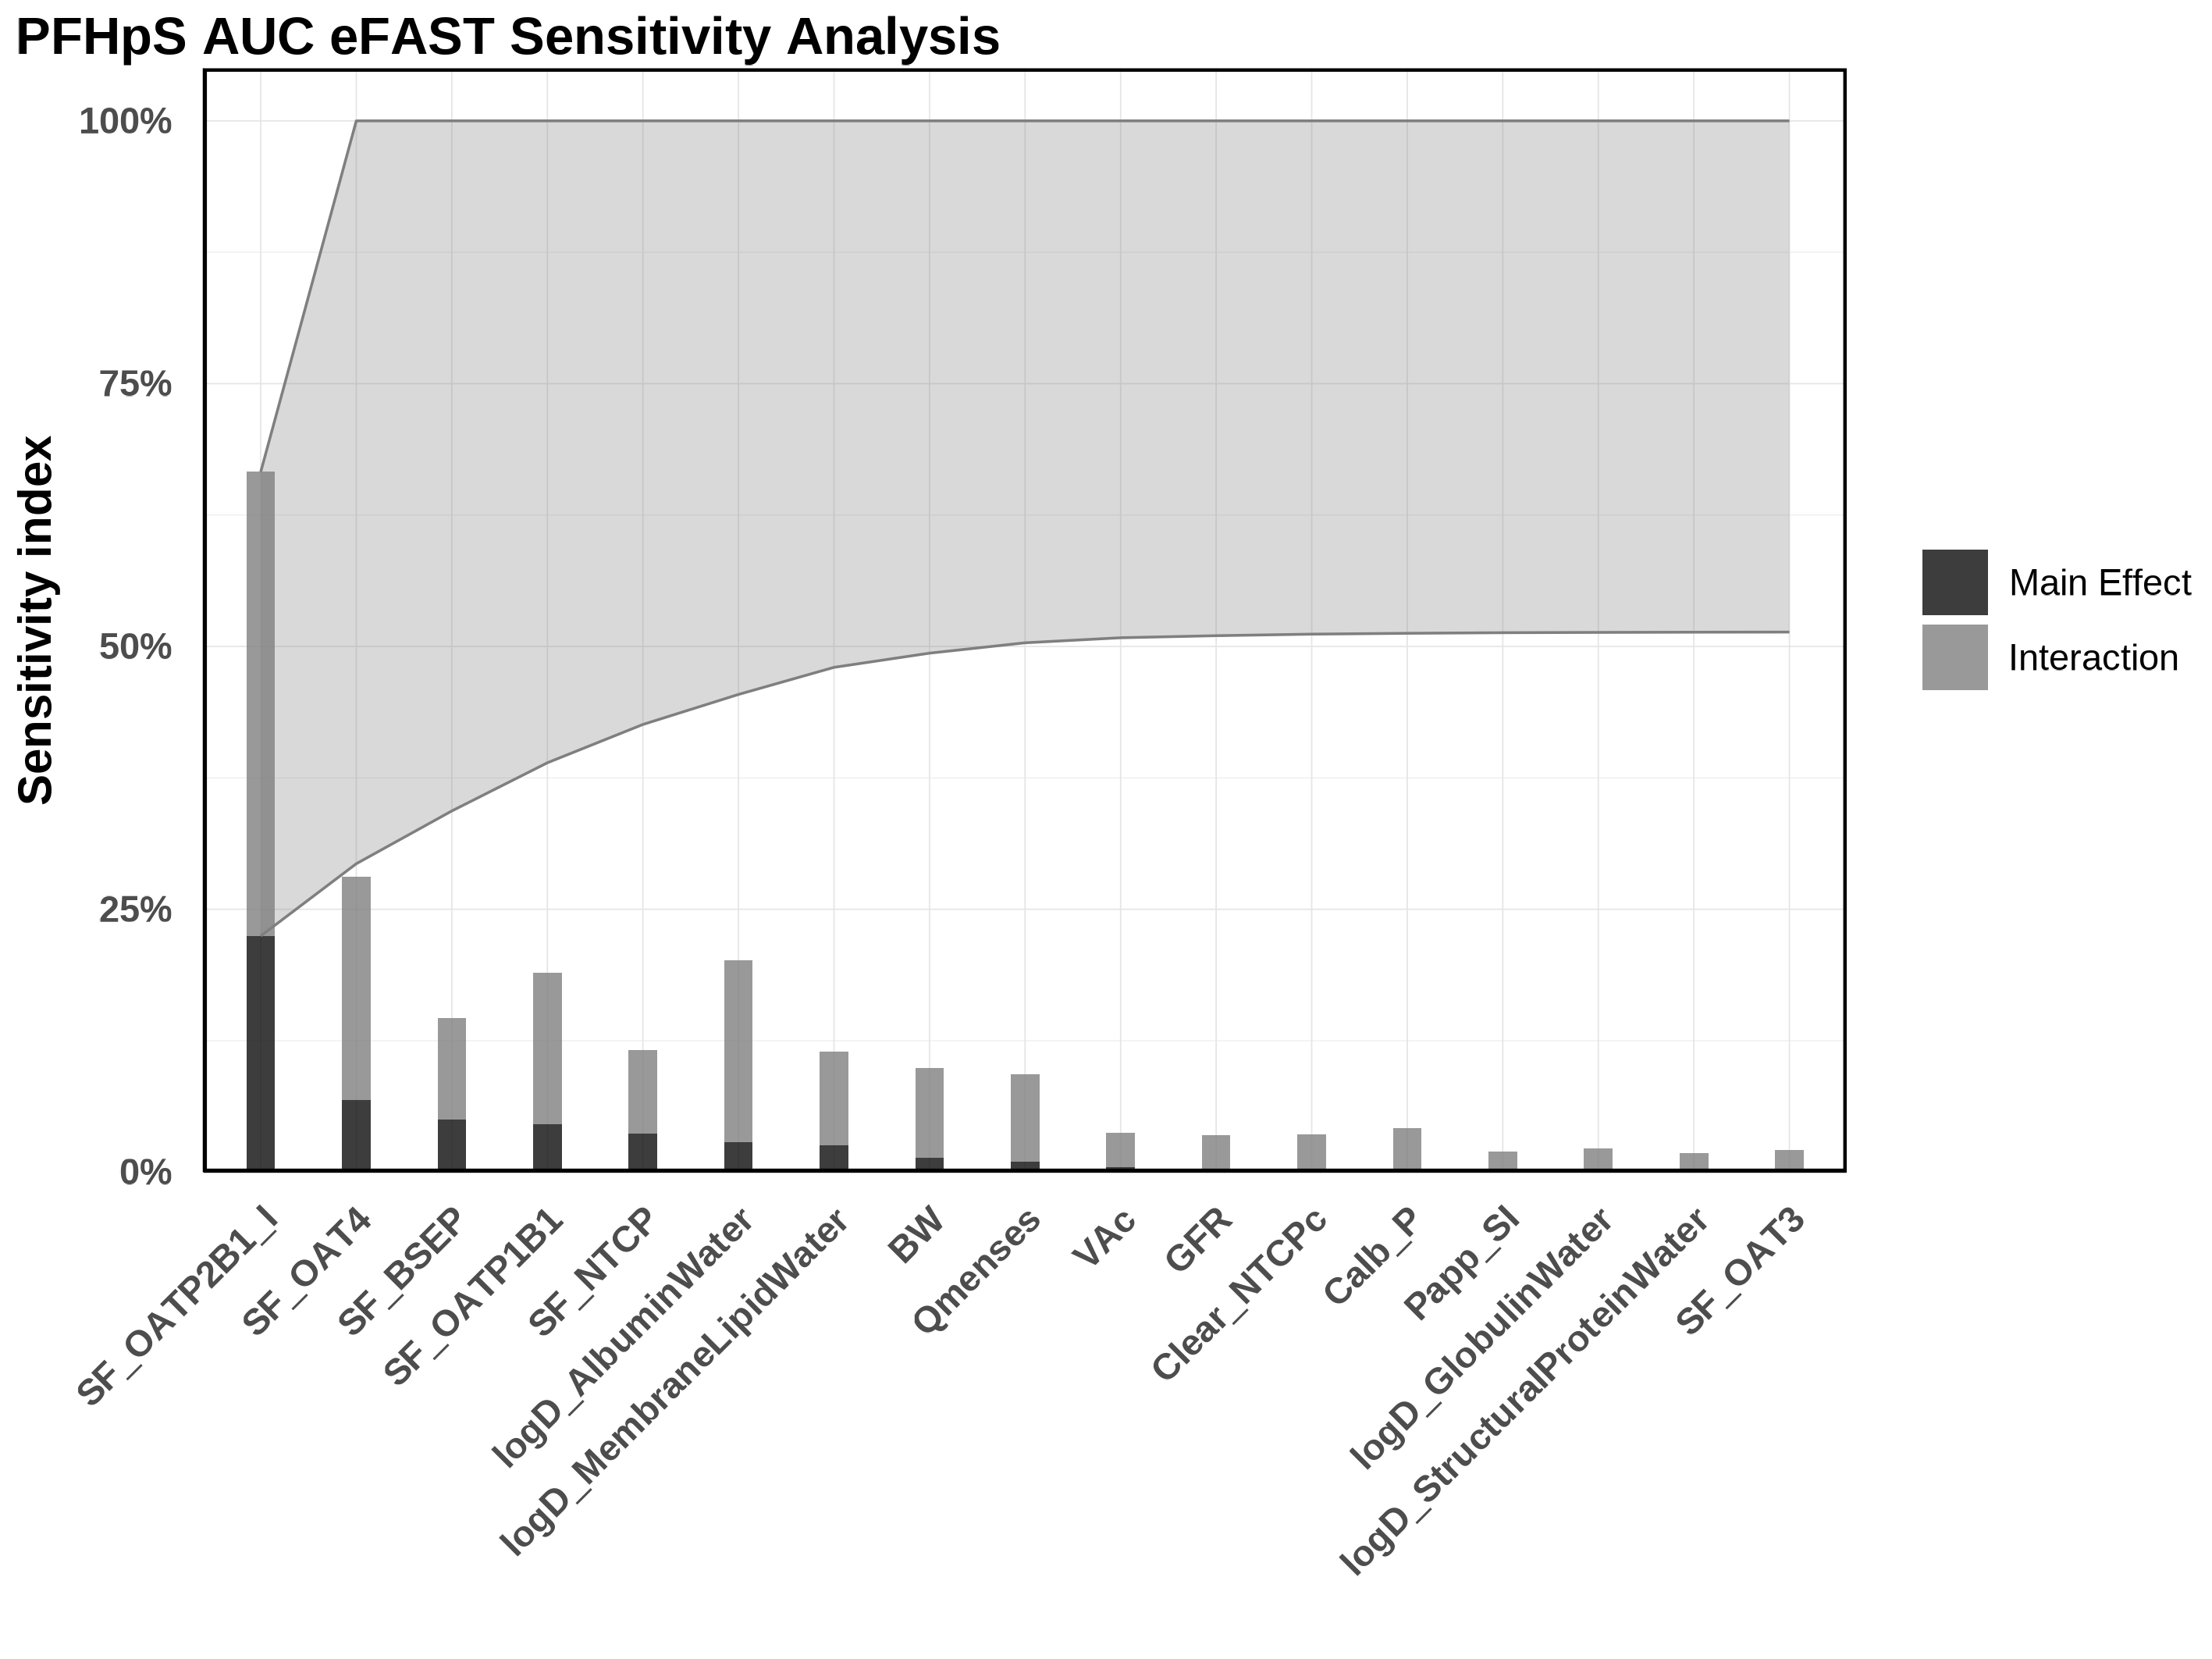 PFHpS AUC eFAST Sensitivity Analysis
100%
75%
50%
25%
0%
Sensitivity index
Main Effect
Interaction
SF_OATP2B1_I
SF_OAT4
SF_BSEP
SF_OATP1B1
SF_NTCP
logD_AlbuminWater
logD_MembraneLipidWater
BW
Qmenses
VAc
GFR
Clear_NTCPc
Calb_P
Papp_SI
logD_GlobulinWater
logD_StructuralProteinWater
SF_OAT3